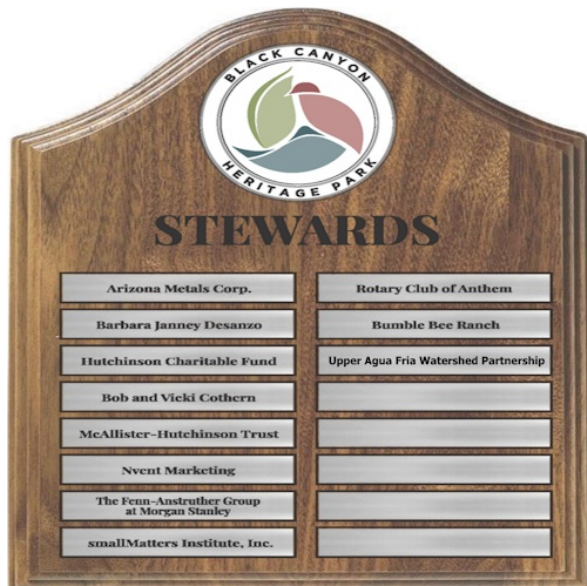 BLACK CANYON
HERITAGE PARK
STEWARDS
Arizona Metals Corp.
Barbara Janney Desanzo
Hutchinson Charitable Fund
Bob and Vicki Cothern
McAllister-Hutchinson Trust
Nvent Marketing
The Fenn-Anstruther Group
at Morgan Stanley
smallMatters Institute, Inc.
Rotary Club of Anthem
Bumble Bee Ranch
Upper Agua Fria Watershed Partnership